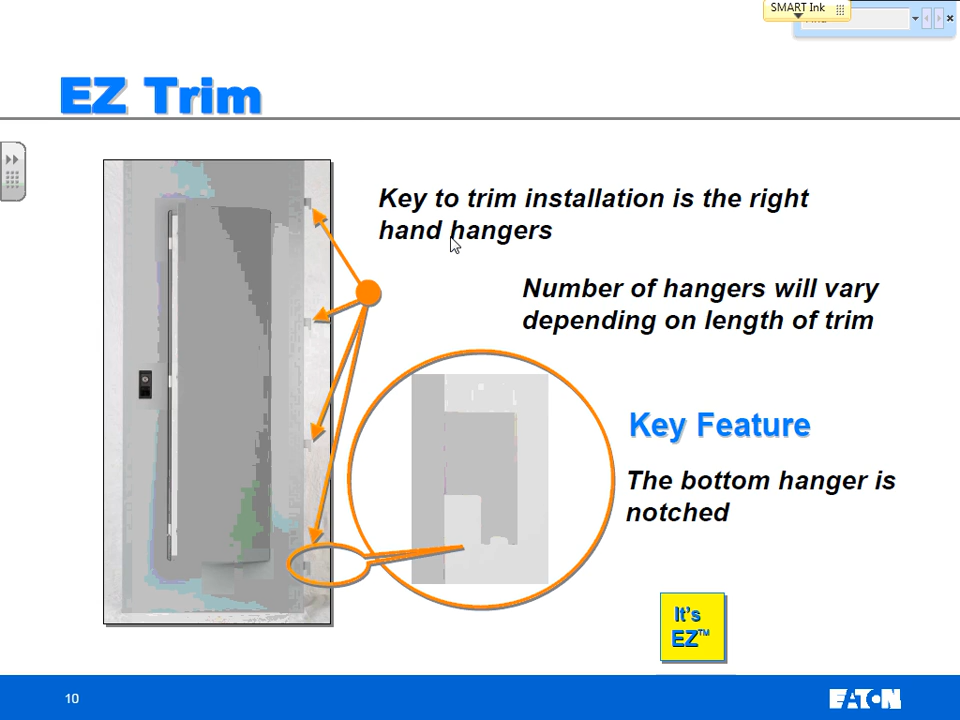 SMART Ink
EZ Trim
Key to trim installation is the right
hand hangers
Number of hangers will vary
depending on length of trim
Key Feature
The bottom hanger is
notched
It's
EZ™
10
EATON